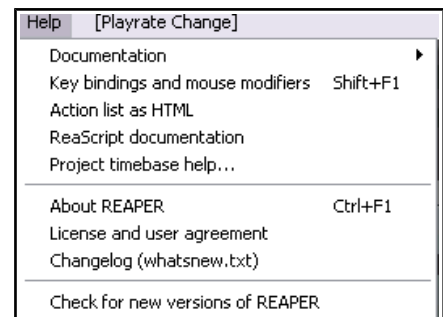 Help [Playrate Change]
Documentation
Key bindings and mouse modifiers Shift+F1
Action list as HTML
ReaScript documentation
Project timebase help...
About REAPER Ctrl+F1
License and user agreement
Changelog (whatsnew.txt)
Check for new versions of REAPER